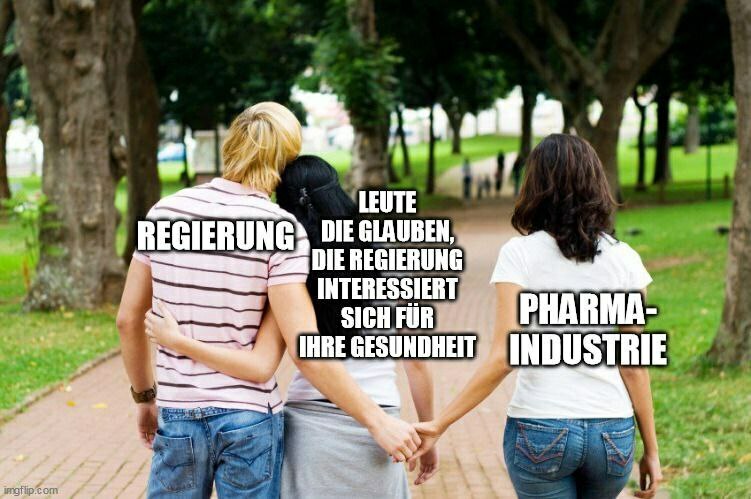 REGIERUNG
LEUTE
DIE GLAUBEN,
DIE REGIERUNG
INTERESSIERT
SICH FÜR
IHRE GESUNDHEIT
PHARMA-
INDUSTRIE
imgflip.com